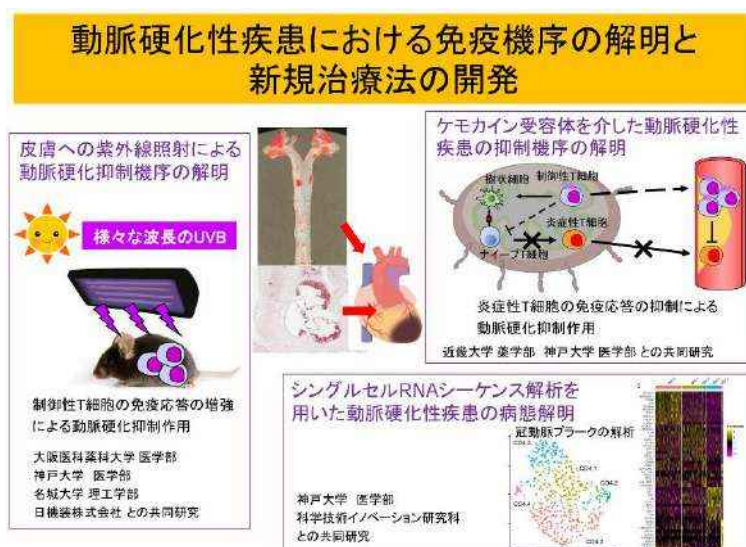 動脈硬化性疾患における免疫機序の解明と
新規治療法の開発
皮膚への紫外線照射による
動脈硬化抑制機序の解明
様々な波長のUVB
制御性T細胞の免疫応答の増強
による動脈硬化抑制作用
大阪医科薬科大学 医学部
神戸大学 医学部
名城大学 理工学部
日機装株式会社 との共同研究
ケモカイン受容体を介した動脈硬化性
疾患の抑制機序の解明
樹状細胞
制御性T細胞
炎症性T細胞
ナイーブT細胞
炎症性T細胞の免疫応答の抑制による
動脈硬化抑制作用
近畿大学 薬学部 神戸大学 医学部 との共同研究
シングルセルRNAシーケンス解析を
用いた動脈硬化性疾患の病態解明
冠動脈プラークの解析
CD4.1
CD4.4
神戸大学 医学部
科学技術イノベーション研究科
との共同研究